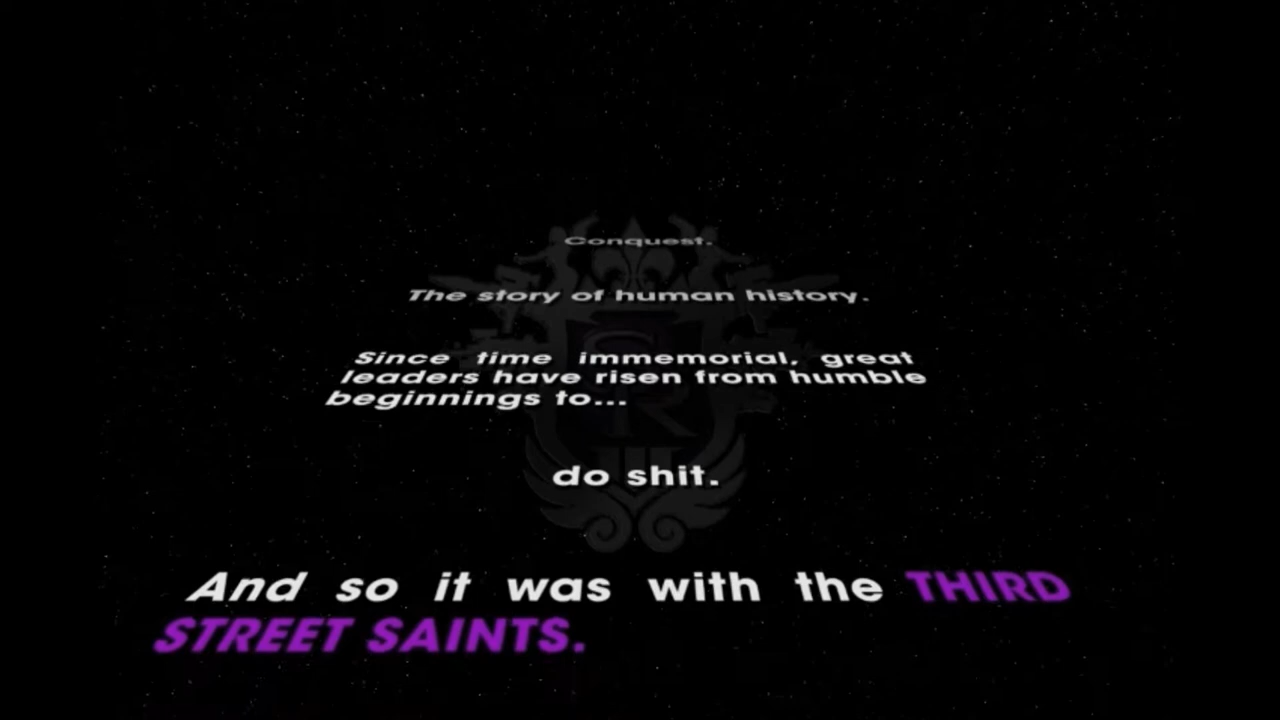 Conquest.
The story of human history.
Since time immemorial, great
leaders have risen from humble
beginnings to...
do shit.
And so it was with the THIRD
STREET SAINTS.
SR